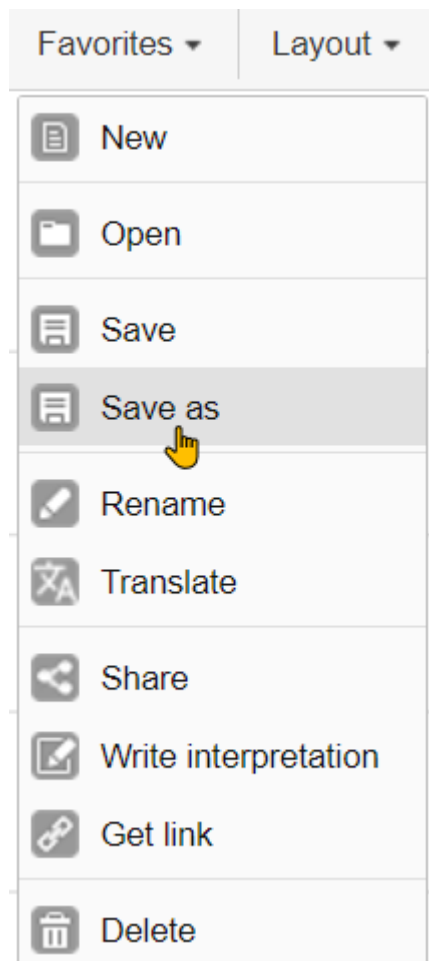 Favorites Layout
New
Open
Save
Save as
Rename
Translate
Share
Write interpretation
Get link
Delete